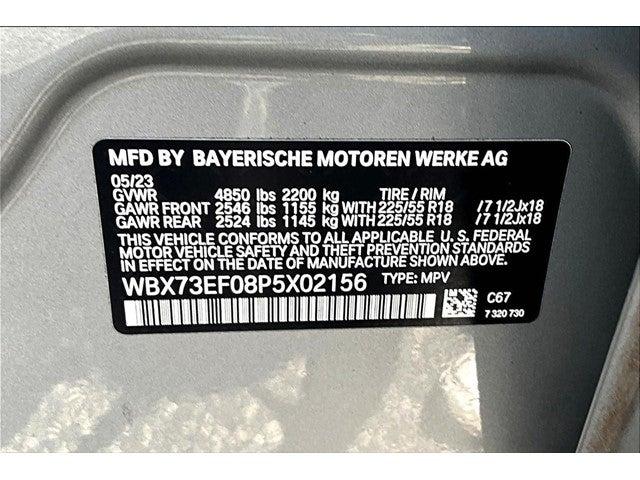 MFD BY BAYERISCHE MOTOREN WERKE AG
05/23
GVWR 4850 lbs 2200 kg TIRE / RIM
GAWR FRONT 2546 lbs 1155 kg WITH 225/55 R18 /7 1/2Jx18
GAWR REAR 2524 lbs 1145 kg WITH 225/55 R18 /7 1/2Jx18
THIS VEHICLE CONFORMS TO ALL APPLICABLE U. S. FEDERAL
MOTOR VEHICLE SAFETY AND THEFT PREVENTION STANDARDS
IN EFFECT ON THE DATE OF MANUFACTURE SHOWN ABOVE.
WBX73EF08P5X02156 TYPE: MPV
C67
7 320 730